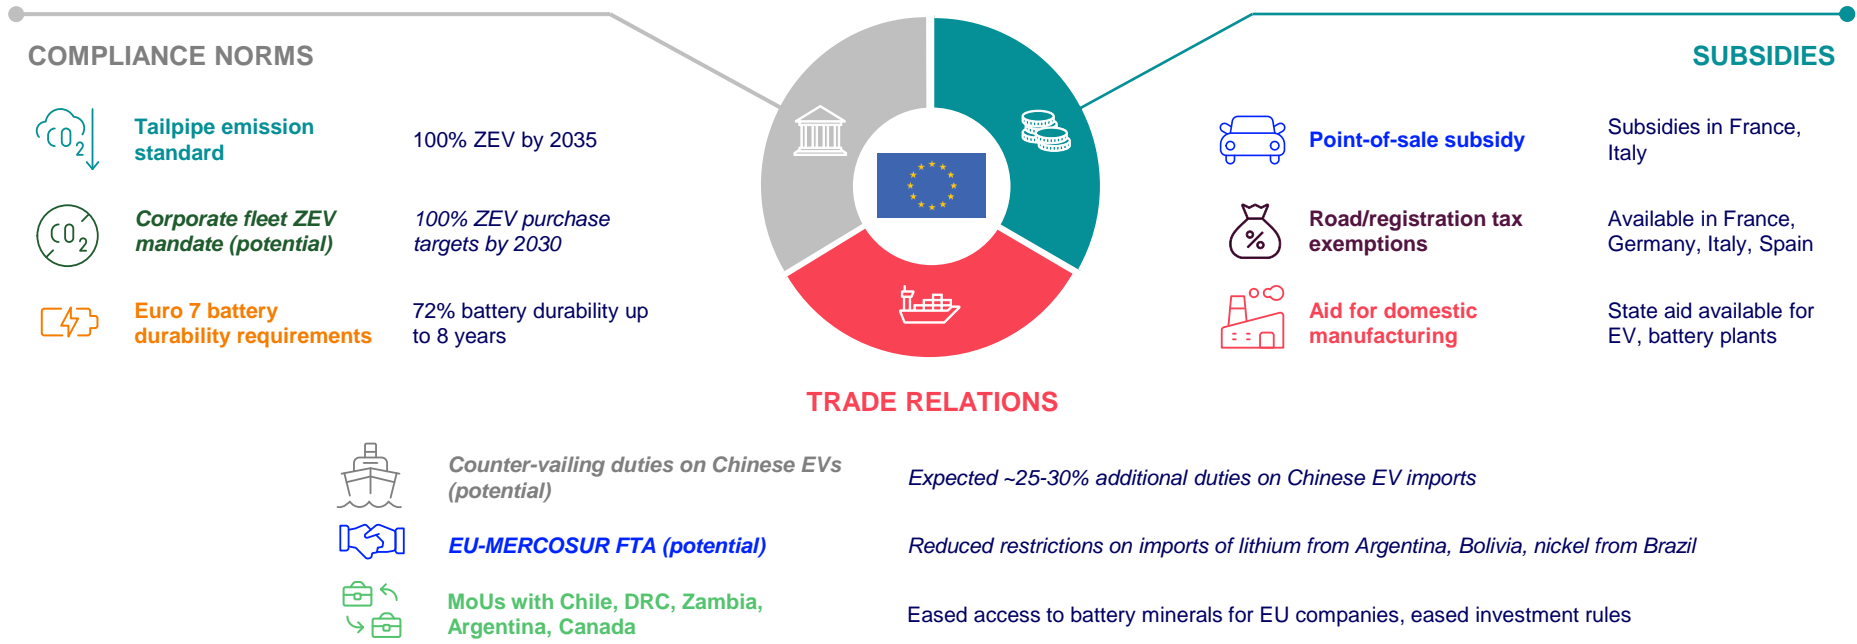 COMPLIANCE NORMS
Tailpipe emission
standard
100% ZEV by 2035
CO2
Corporate fleet ZEV
mandate (potential)
100% ZEV purchase
targets by 2030
CO2
Euro 7 battery
durability requirements
72% battery durability up
to 8 years
SUBSIDIES
Point-of-sale subsidy
Subsidies in France,
Italy
Road/registration tax
exemptions
Available in France,
Germany, Italy, Spain
%
Aid for domestic
manufacturing
State aid available for
EV, battery plants
TRADE RELATIONS
Counter-vailing duties on Chinese EVs
(potential)
Expected ~25-30% additional duties on Chinese EV imports
EU-MERCOSUR FTA (potential)
Reduced restrictions on imports of lithium from Argentina, Bolivia, nickel from Brazil
MoUs with Chile, DRC, Zambia,
Argentina, Canada
Eased access to battery minerals for EU companies, eased investment rules